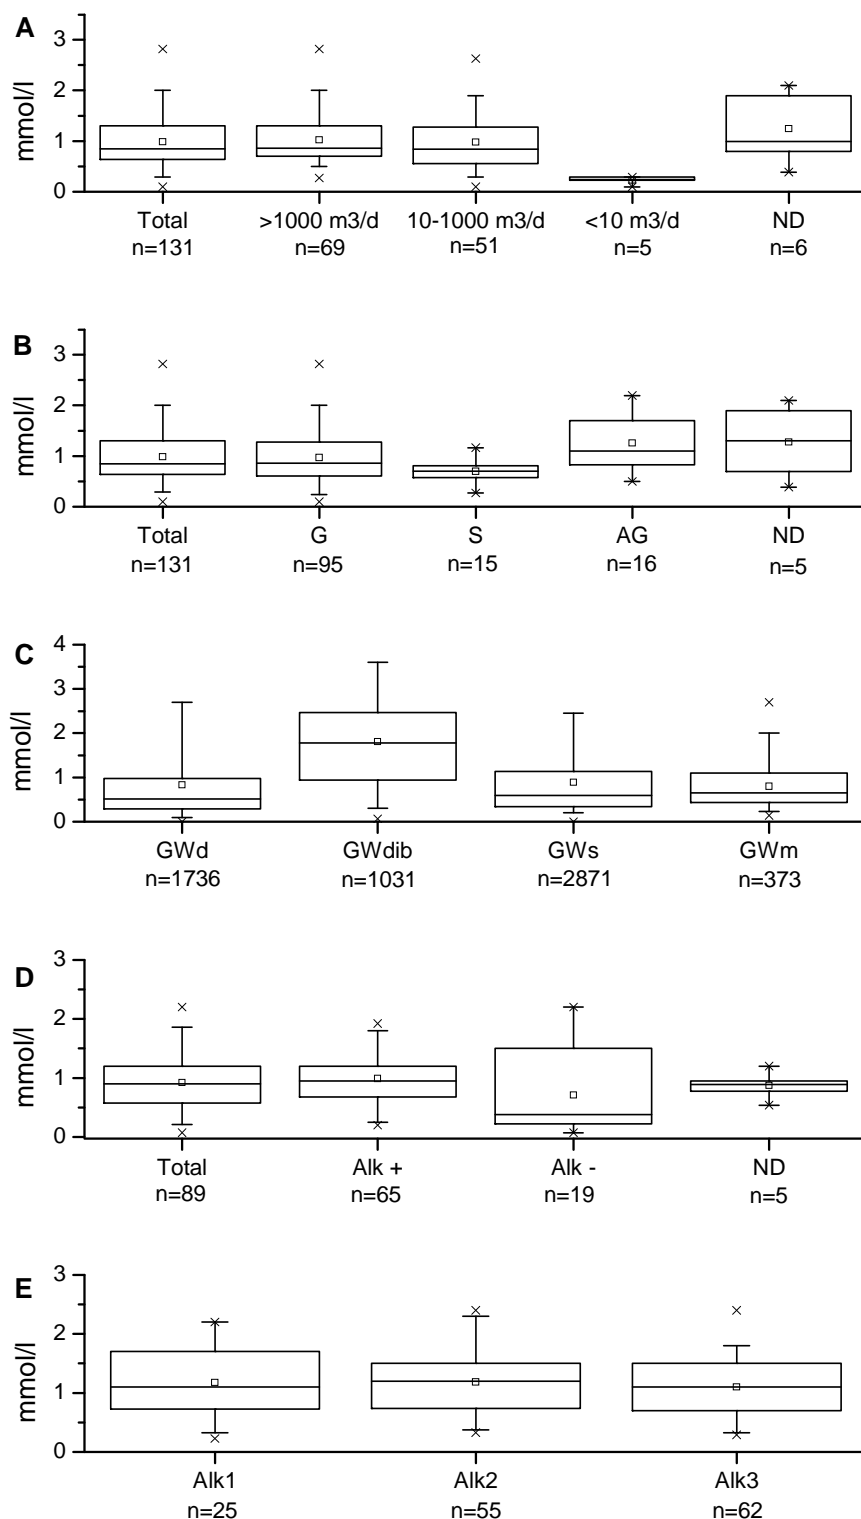 A
mmol/l
3
2
1
0
Total >1000 m3/d 10-1000 m3/d <10 m3/d ND
n=131 n=69 n=51 n=5 n=6
B
mmol/l
3
2
1
0
Total G S AG ND
n=131 n=95 n=15 n=16 n=5
C
mmol/l
4
3
2
1
0
GWd GWdib GWs GWm
n=1736 n=1031 n=2871 n=373
D
mmol/l
3
2
1
0
Total Alk + Alk - ND
n=89 n=65 n=19 n=5
E
mmol/l
3
2
1
0
Alk1 Alk2 Alk3
n=25 n=55 n=62